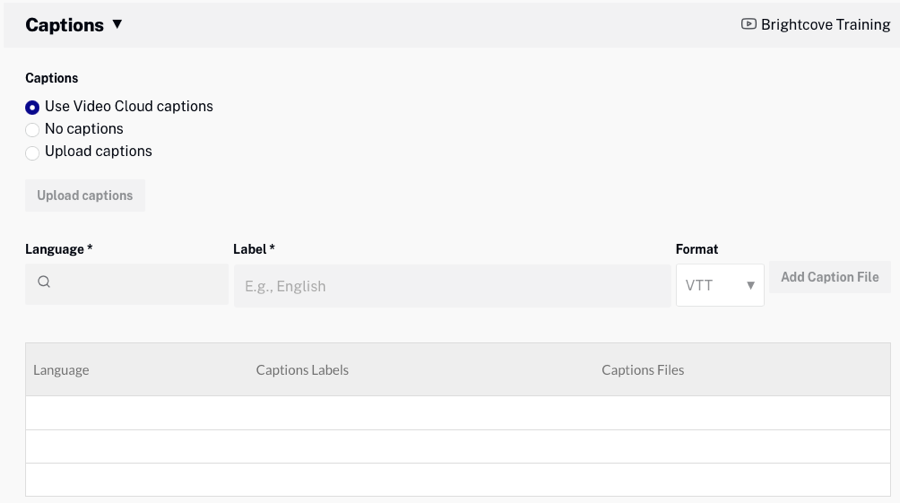 Captions ▼ Brightcove Training
Captions
Use Video Cloud captions
No captions
Upload captions
Upload captions
Language * Label * Format
E.g., English VTT ▼ Add Caption File
Language Captions Labels Captions Files